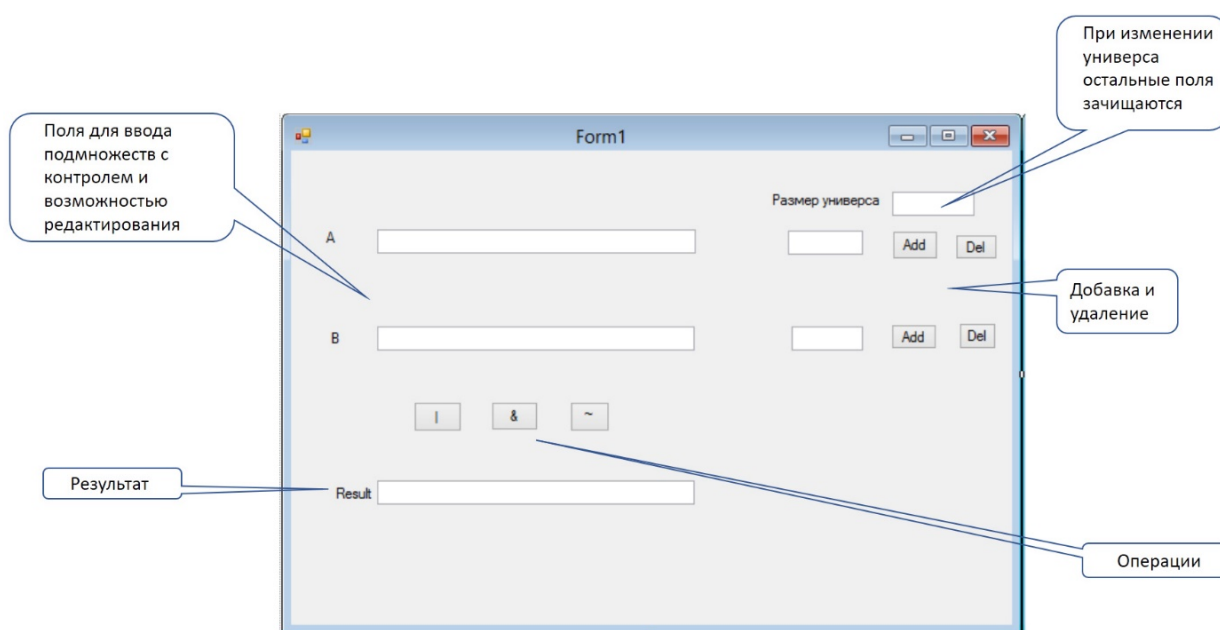 При изменении
универса
остальные поля
зачищаются
Поля для ввода
подмножеств с
контролем и
возможностью
редактирования
Form1
Размер универса
A
Add
Del
Добавка и
удаление
B
Add
Del
|
&
~
Результат
Result
Операции